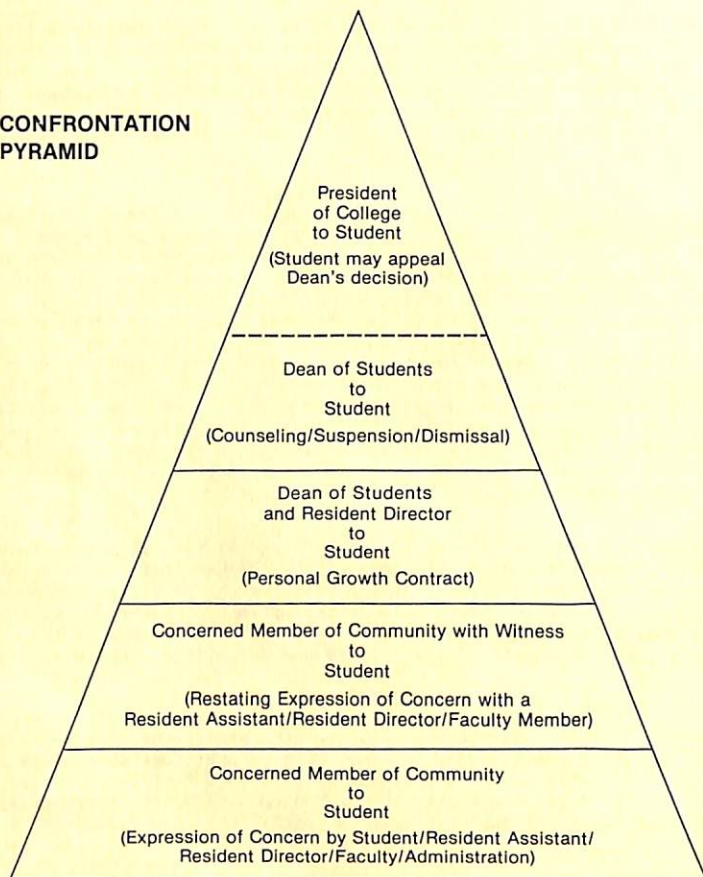 CONFRONTATION
PYRAMID
President
of College
to Student
(Student may appeal
Dean's decision)
Dean of Students
to
Student
(Counseling/Suspension/Dismissal)
Dean of Students
and Resident Director
to
Student
(Personal Growth Contract)
Concerned Member of Community with Witness
to
Student
(Restating Expression of Concern with a
Resident Assistant/Resident Director/Faculty Member)
Concerned Member of Community
to
Student
(Expression of Concern by Student/Resident Assistant/
Resident Director/Faculty/Administration)